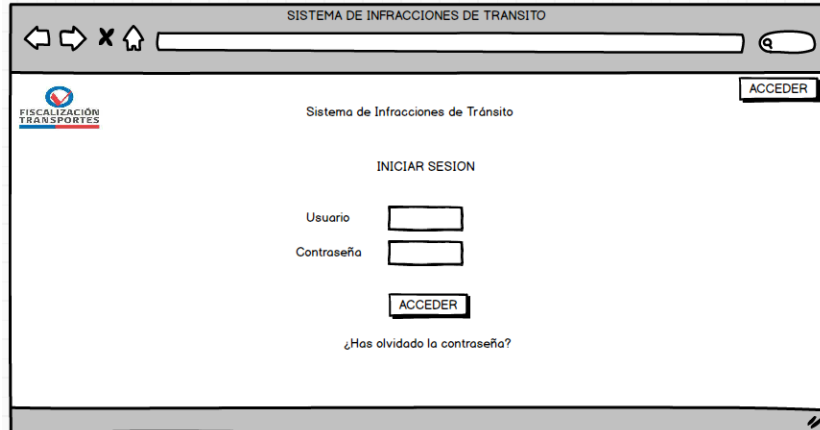 SISTEMA DE INFRACCIONES DE TRANSITO
ACCEDER
FISCALIZACIÓN
TRANSPORTES
Sistema de Infracciones de Tránsito
INICIAR SESION
Usuario
Contraseña
ACCEDER
¿Has olvidado la contraseña?